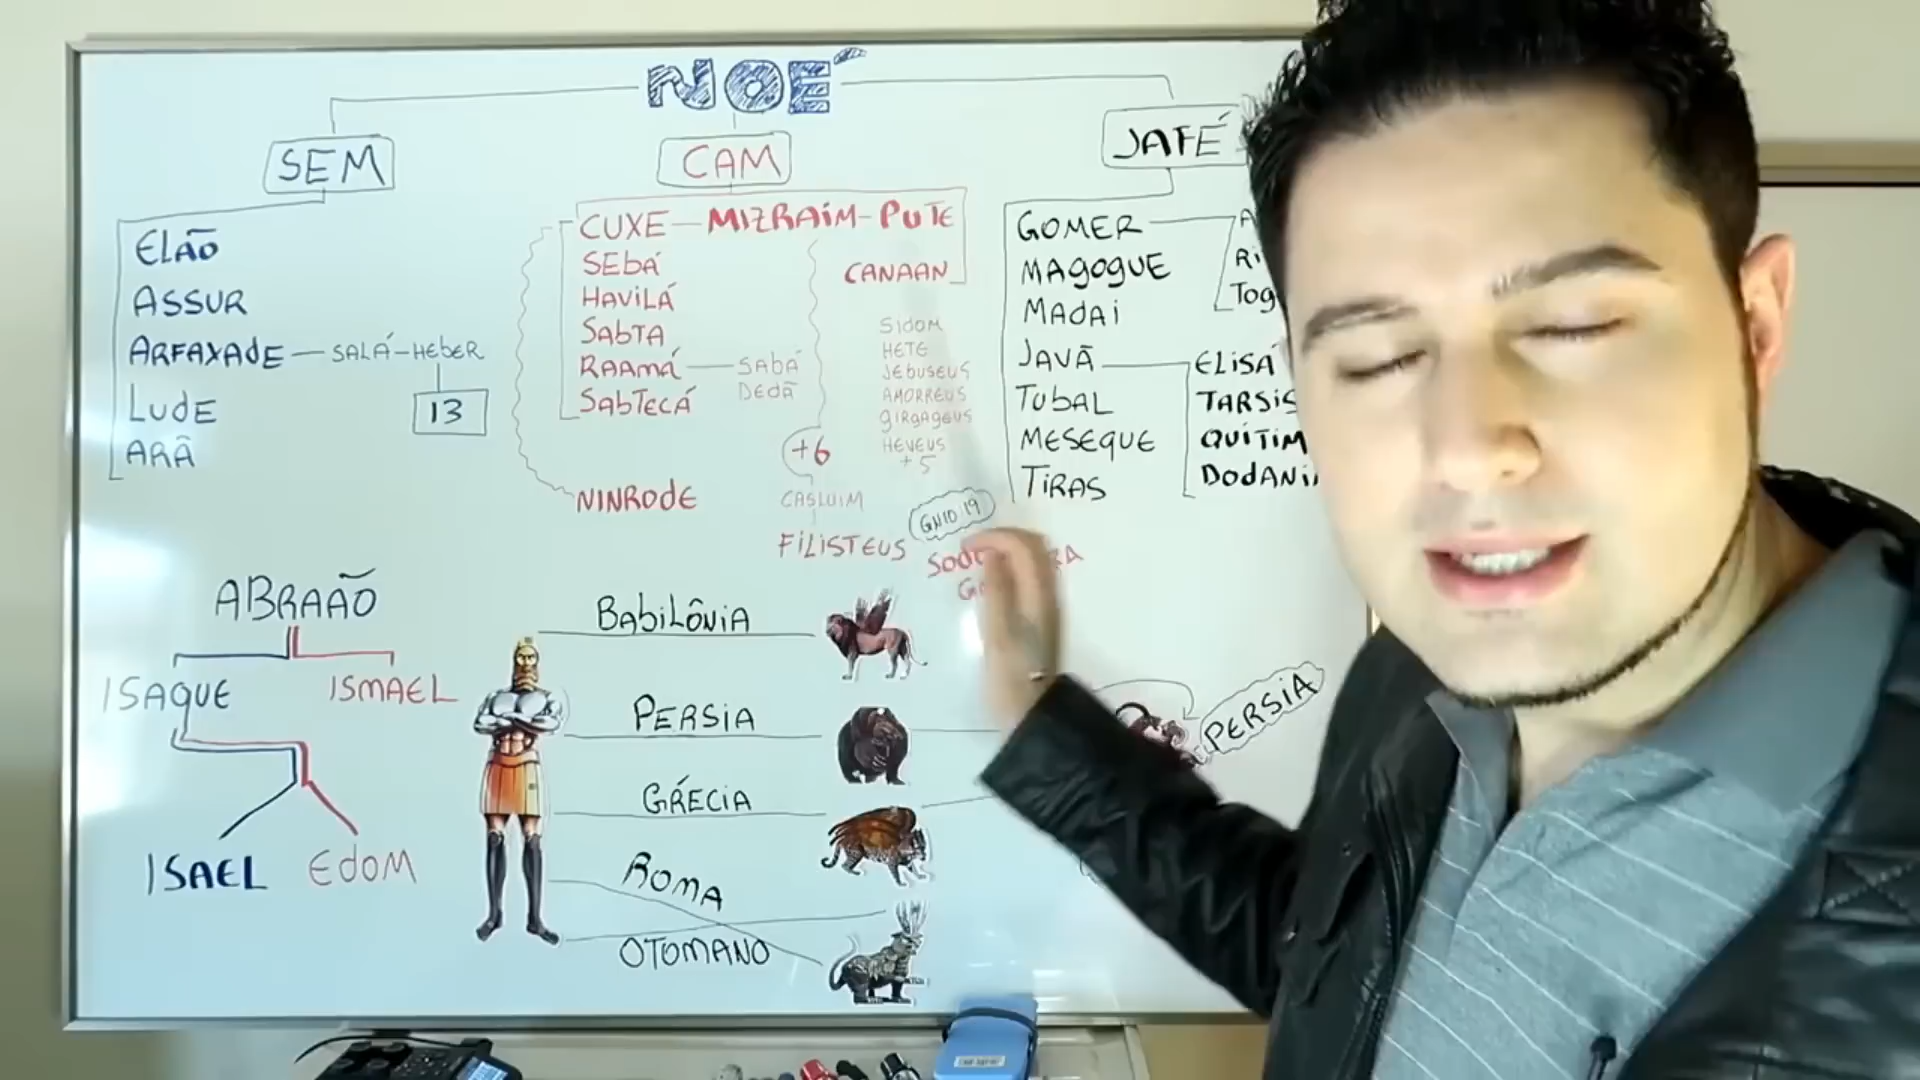 NOÉ
SEM
CAM
JAFÉ
ELÃO
ASSUR
ARFAXADE — SALÁ — HEBER
13
LUDE
ARÃ
CUXE — MIZRAIM - PUTE
SEBÁ
HAVILÁ
SABTA
RAAMÁ — SABÁ
DEDÃ
SABTECÁ
NINRODE
CANAAN
SIDOM
HETE
JEBUSEUS
AMORREUS
GIRGAGEUS
HEVEUS
+5
+6
CASLUIM
FILISTEUS
GN10 19
GOMER
MAGOGUE
MADAI
JAVÃ
TUBAL
MESEQUE
TIRAS
ELISÁ
TARSIS
QUITIM
ABRAÃO
ISAQUE
ISMAEL
ISAEL
EDOM
BABILÔNIA
PERSIA
GRÉCIA
ROMA
OTOMANO
PERSIA